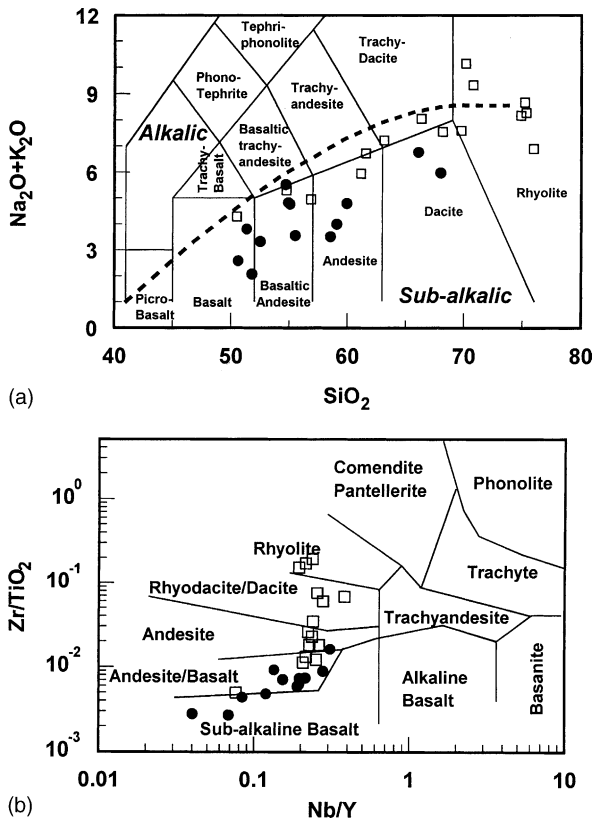 12
9
6
3
0
Na2O+K2O
Tephri-
phonolite
Trachy-
Dacite
Phono-
Tephrite
Trachy-
andesite
Alkalic
Basaltic
trachy-
andesite
Trachy-
Basalt
Rhyolite
Dacite
Andesite
Sub-alkalic
Basaltic
Andesite
Basalt
Picro-
Basalt
40 50 60 70 80
(a) SiO2
Zr/TiO2
10^0
10^-1
10^-2
10^-3
Comendite
Pantellerite
Phonolite
Rhyolite
Trachyte
Rhyodacite/Dacite
Trachyandesite
Andesite
Andesite/Basalt
Alkaline
Basalt
Basanite
Sub-alkaline Basalt
0.01 0.1 1 10
(b) Nb/Y